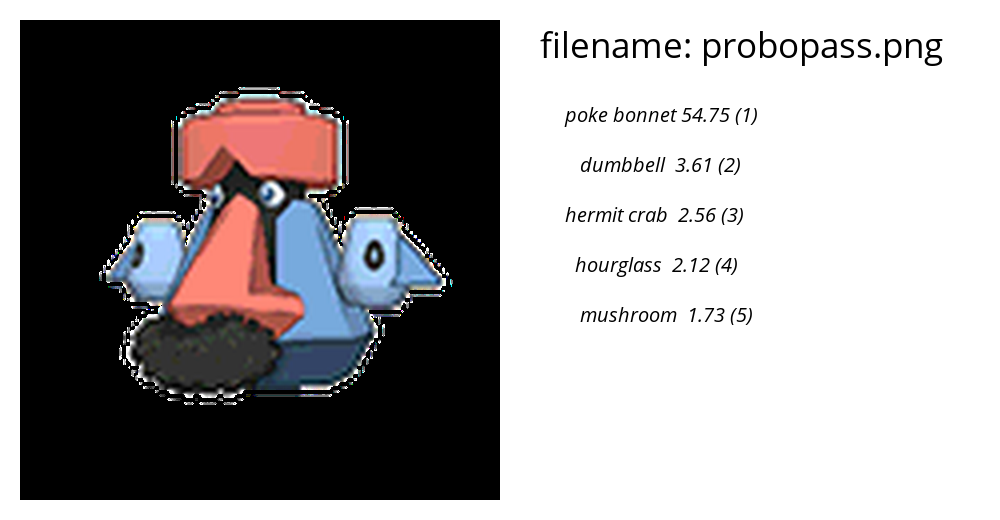 filename: probopass.png
poke bonnet 54.75 (1)
dumbbell 3.61 (2)
hermit crab 2.56 (3)
hourglass 2.12 (4)
mushroom 1.73 (5)